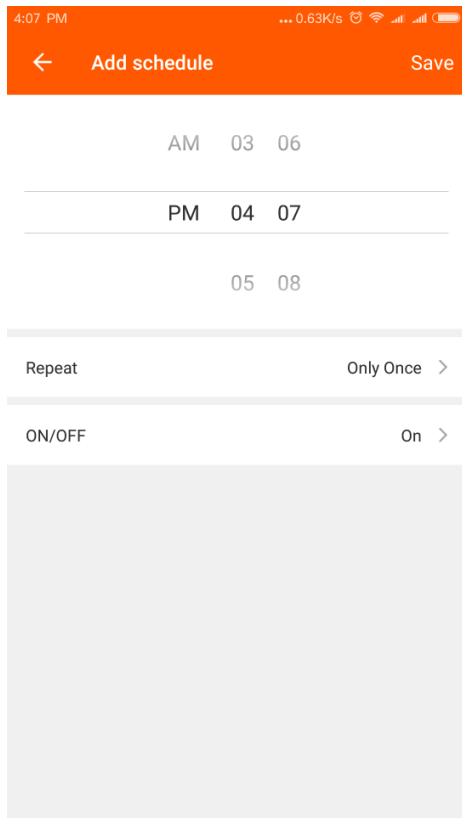 4:07 PM ... 0.63K/s
Add schedule Save
AM 03 06
PM 04 07
05 08
Repeat Only Once
ON/OFF On